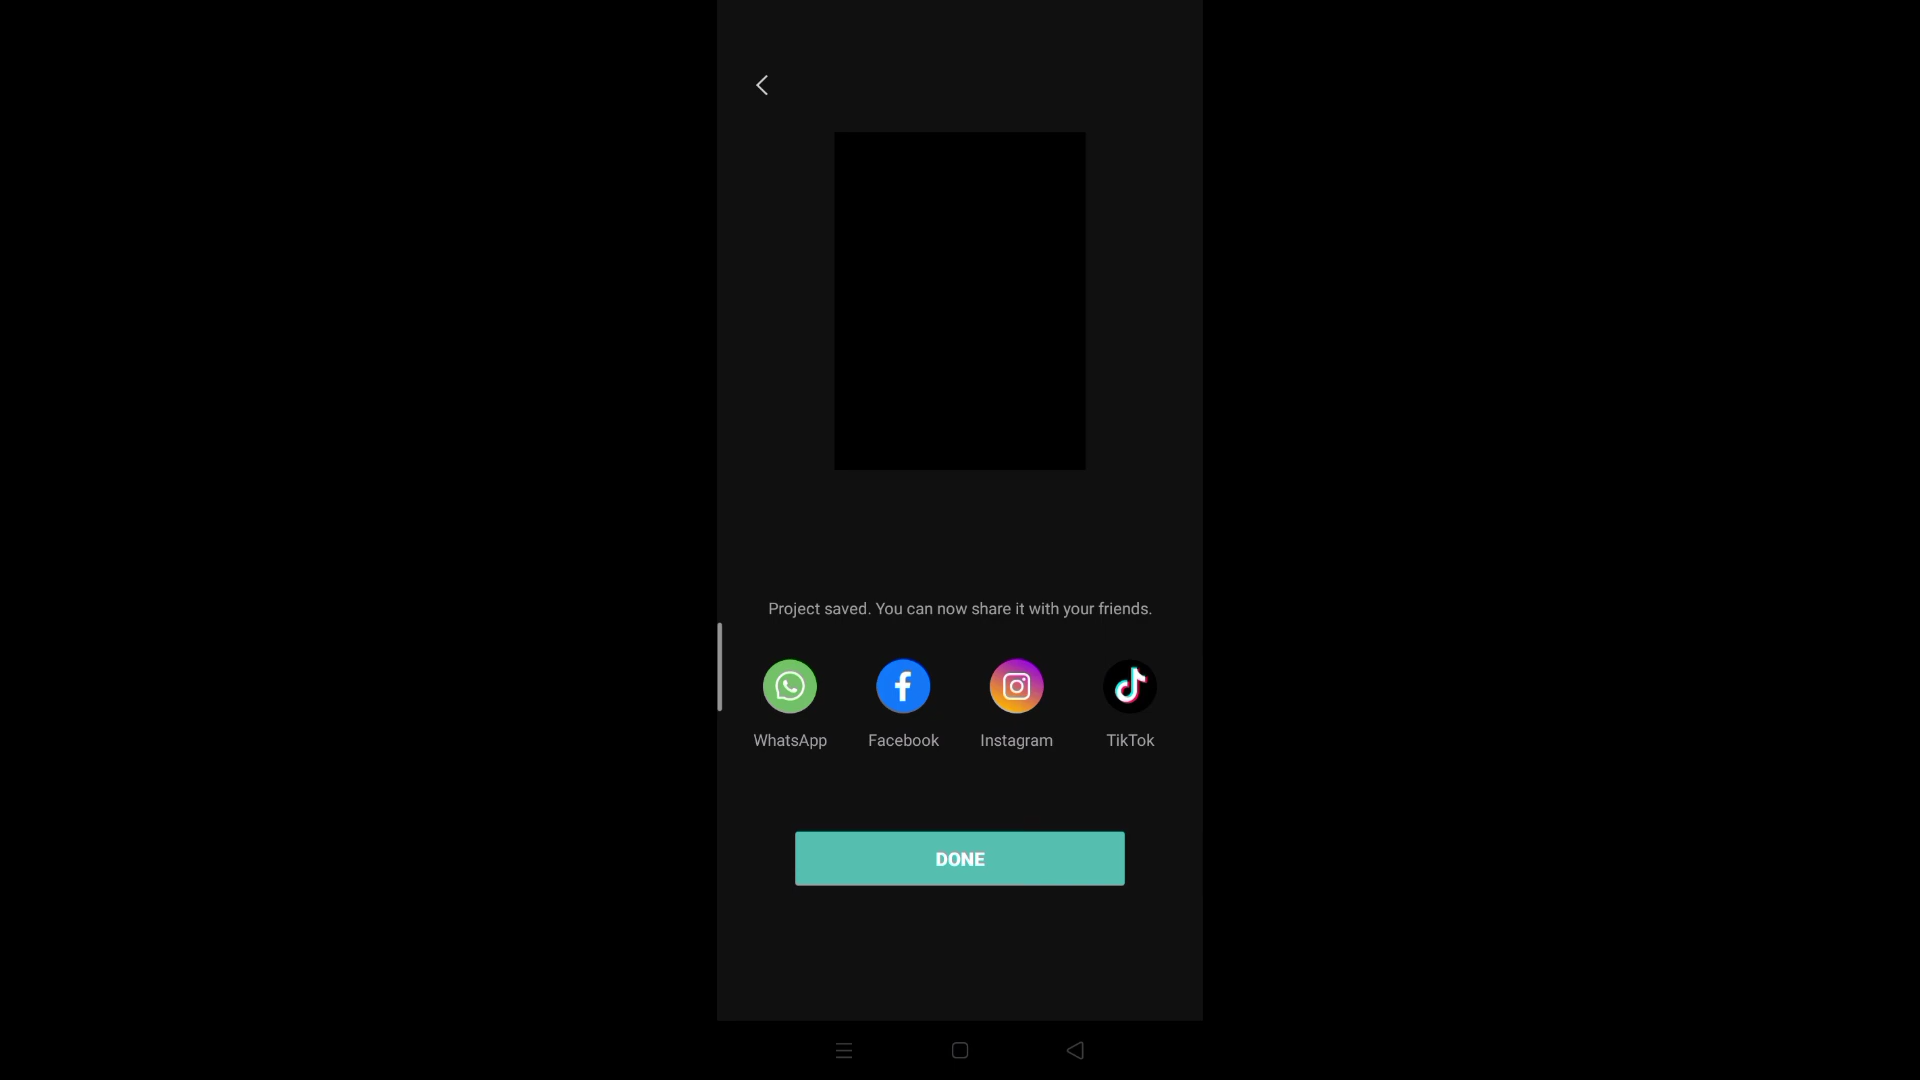 Project saved. You can now share it with your friends.
WhatsApp Facebook Instagram TikTok
DONE